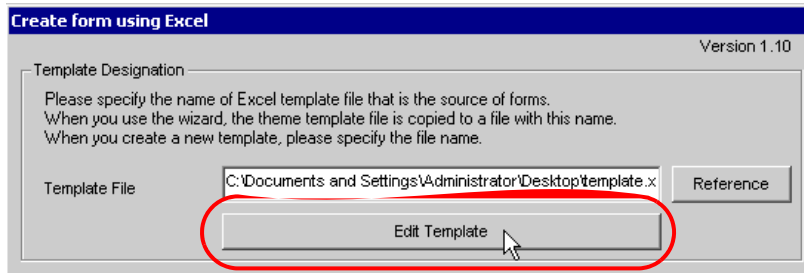 Create form using Excel
Version 1.10
Template Designation
Please specify the name of Excel template file that is the source of forms.
When you use the wizard, the theme template file is copied to a file with this name.
When you create a new template, please specify the file name.
Template File
C:\Documents and Settings\Administrator\Desktop\template.x
Reference
Edit Template